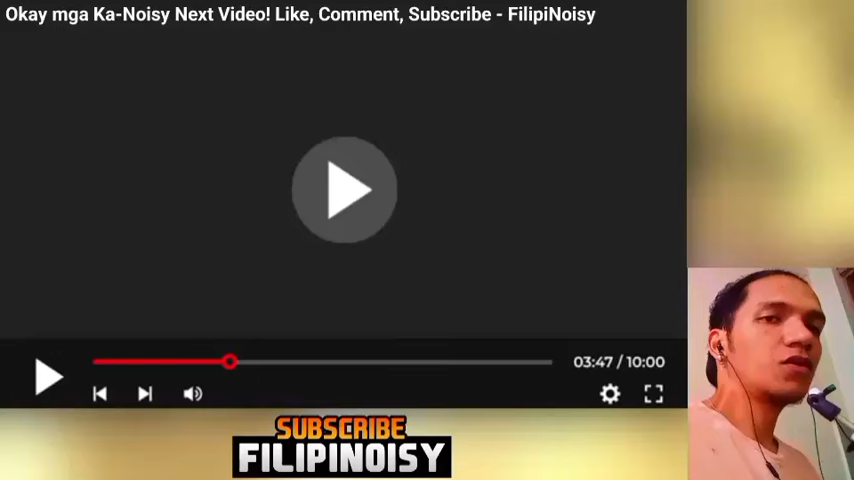 Okay mga Ka-Noisy Next Video! Like, Comment, Subscribe - FilipiNoisy
03:47 / 10:00
SUBSCRIBE
FILIPINOISY